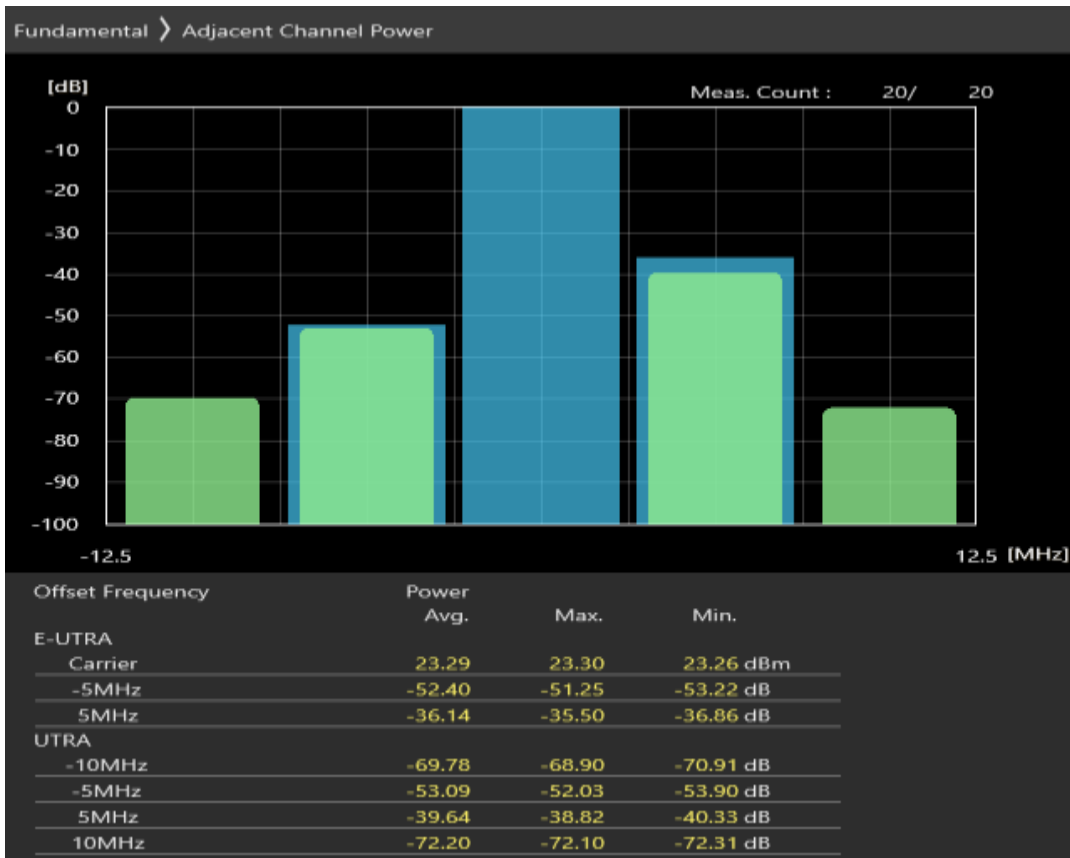 Fundamental ❯ Adjacent Channel Power
[dB]
Meas. Count : 20/ 20
0
-10
-20
-30
-40
-50
-60
-70
-80
-90
-100
-12.5 12.5 [MHz]
Offset Frequency Power
Avg. Max. Min.
E-UTRA
Carrier 23.29 23.30 23.26 dBm
-5MHz -52.40 -51.25 -53.22 dB
5MHz -36.14 -35.50 -36.86 dB
UTRA
-10MHz -69.78 -68.90 -70.91 dB
-5MHz -53.09 -52.03 -53.90 dB
5MHz -39.64 -38.82 -40.33 dB
10MHz -72.20 -72.10 -72.31 dB